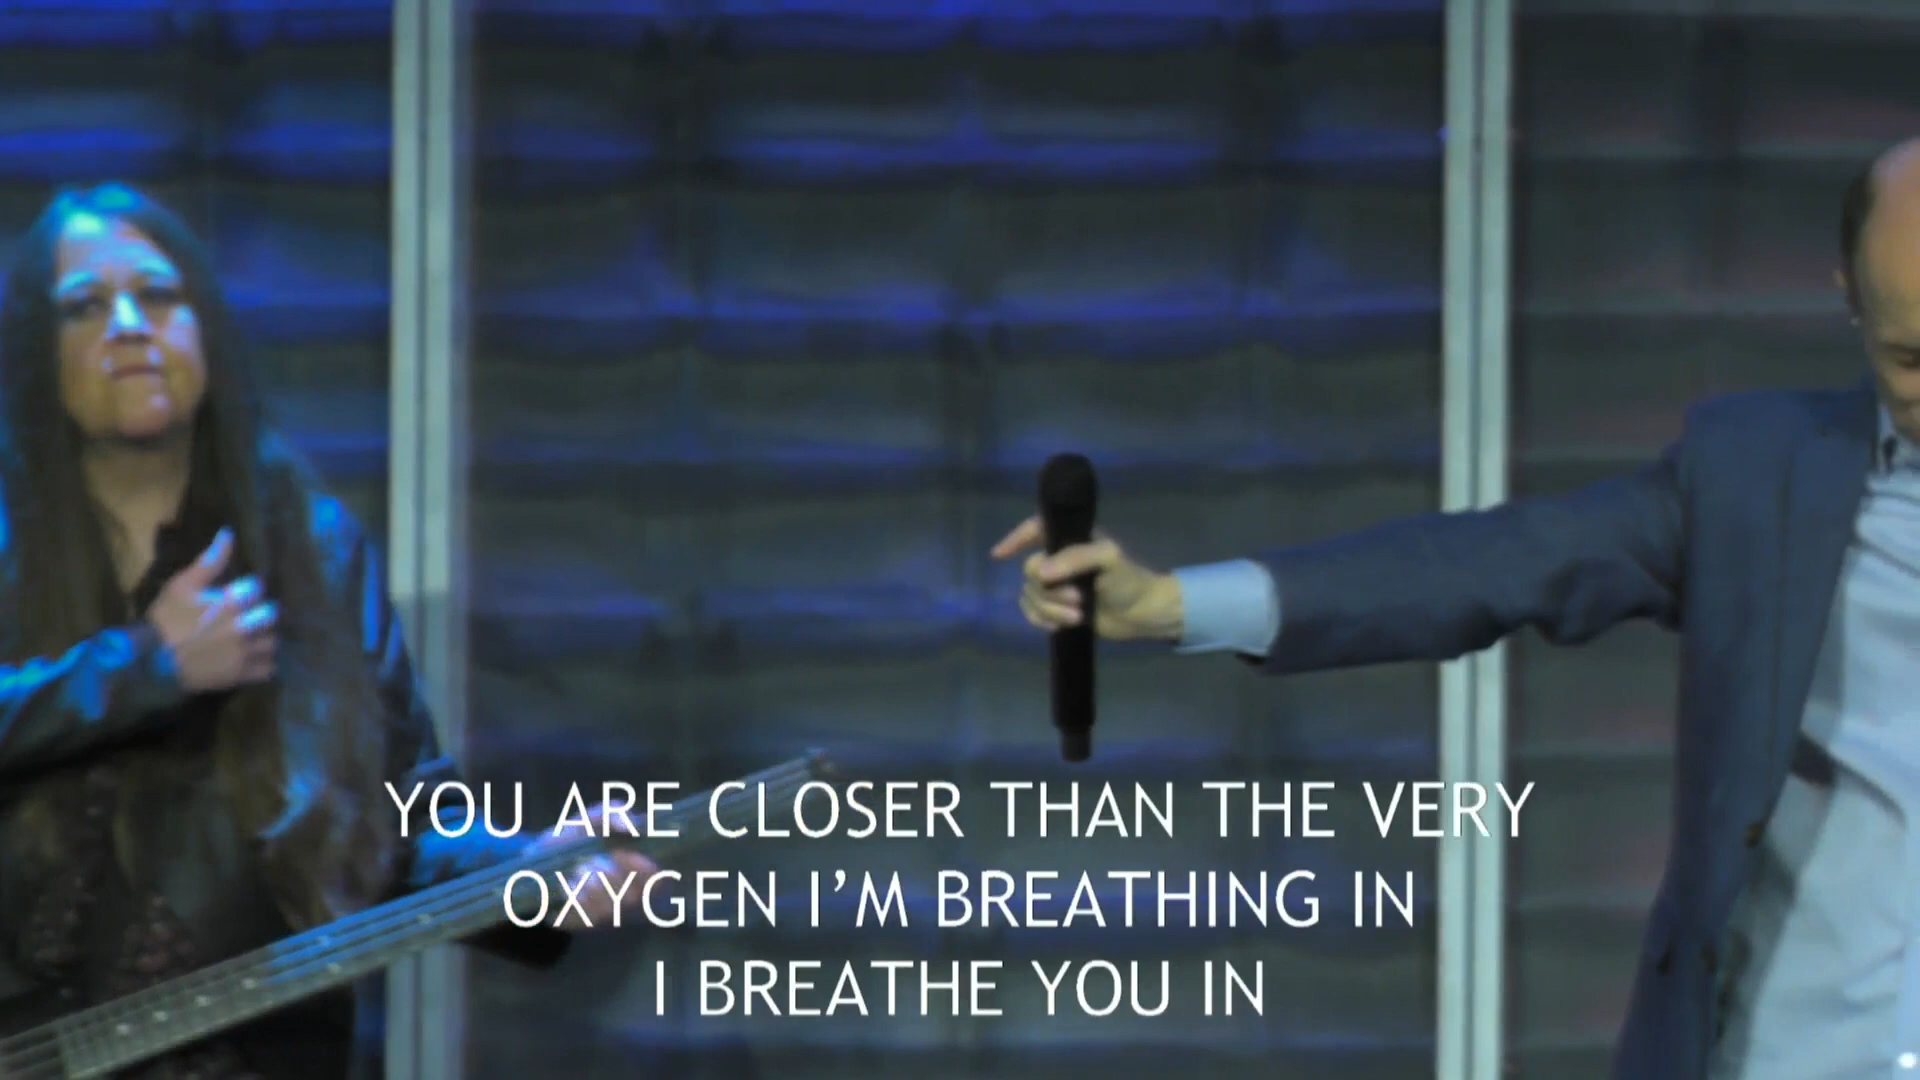 YOU ARE CLOSER THAN THE VERY
OXYGEN I’M BREATHING IN
I BREATHE YOU IN